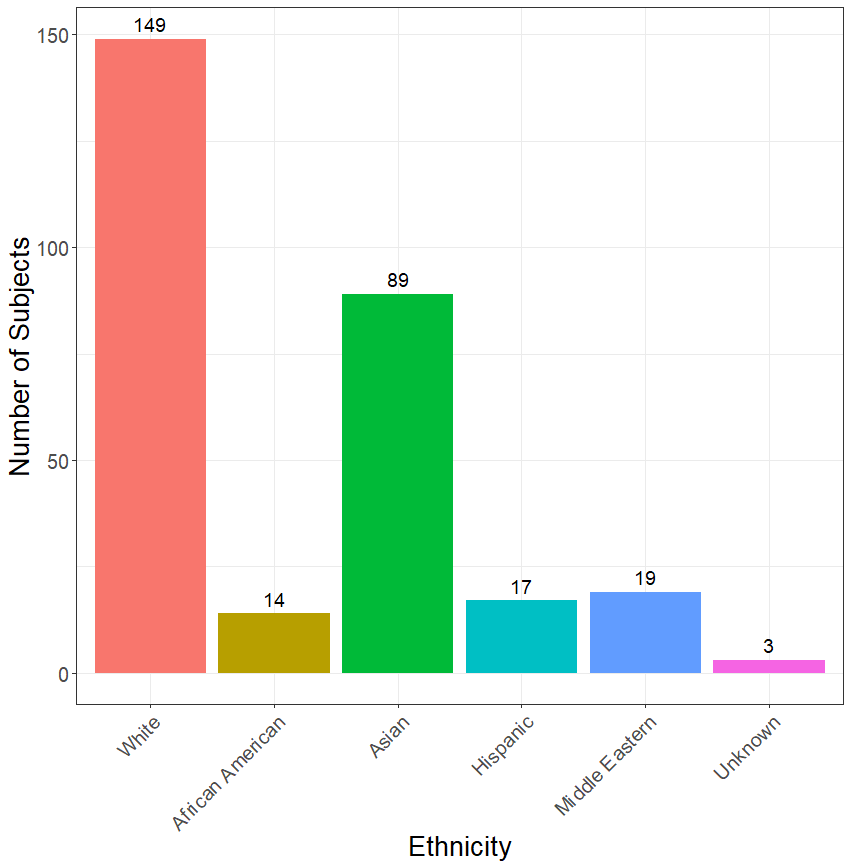 Number of Subjects
150
100
50
0
149
14
89
17
19
3
White
African American
Asian
Hispanic
Middle Eastern
Unknown
Ethnicity